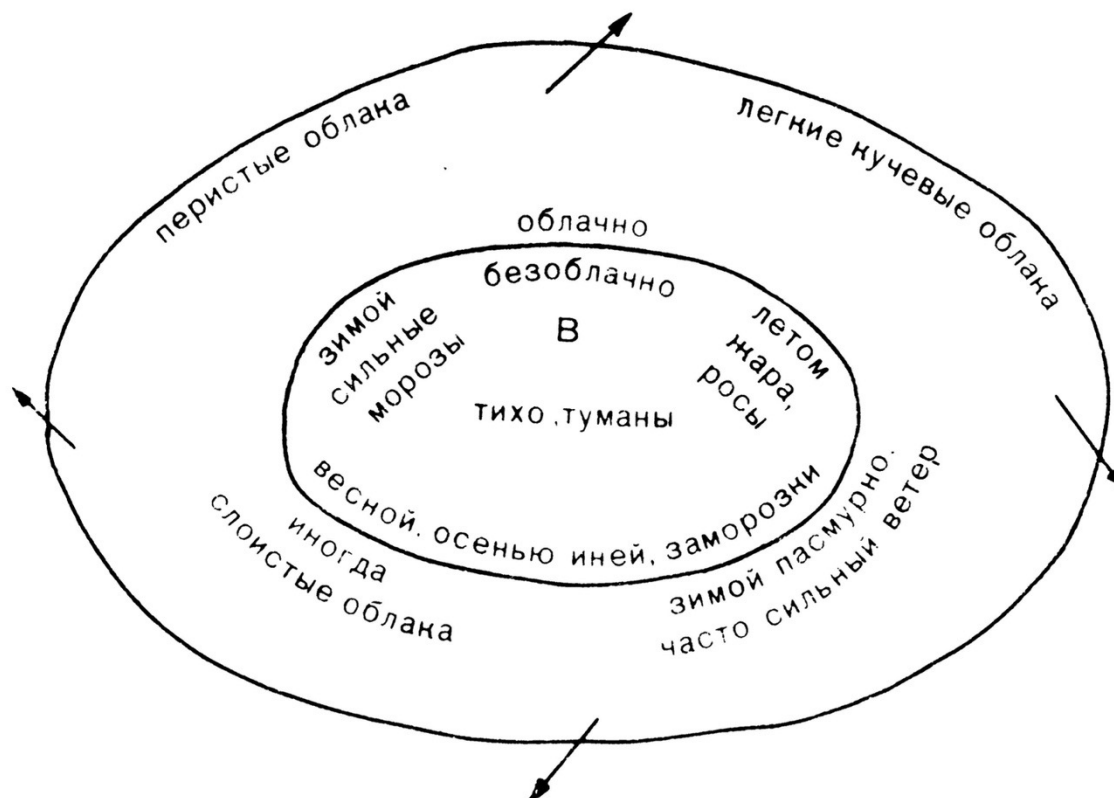 перистые облака
легкие кучевые облака
облачно
безоблачно
зимой
сильные
морозы
В
летом
жара,
росы
тихо, туманы
весной, осенью иней, заморозки
иногда
слоистые облака
зимой пасмурно.
часто сильный ветер